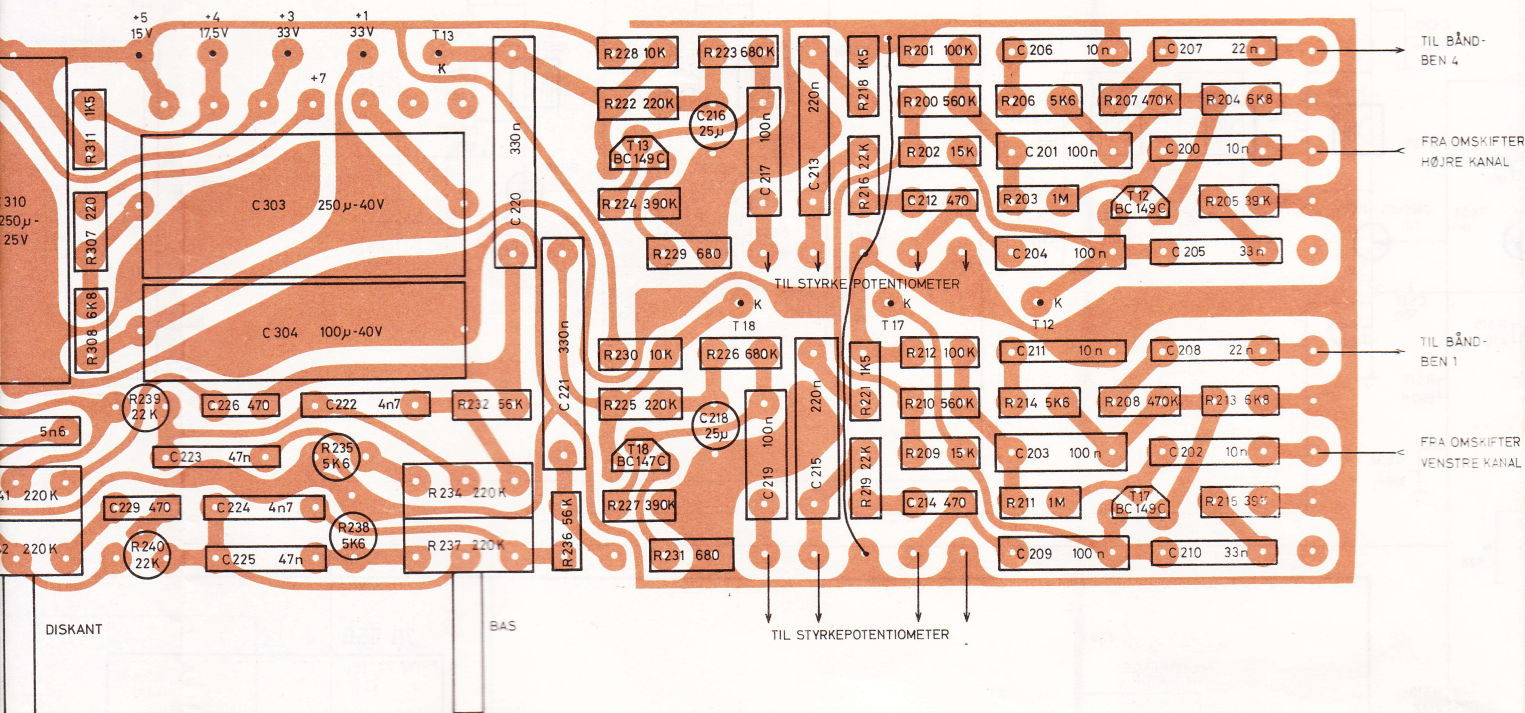 +5 +4 +3 +1
15V 17,5V 33V 33V T13
K
+7
R311 1K5
R307 220
R308 6K8
310
250µ-
25V
C303 250µ-40V
C304 100µ-40V
C220 330n
C221 330n
R228 10K
R223 680K
R222 220K
C216
25µ
T13
BC149C
R224 390K
R229 680
C217 100n
C213 220n
R218 1K5
R216 22K
R201 100K
C206 10n
C207 22n
TIL BÅND-
BEN 4
R200 560K
R206 5K6
R207 470K
R204 6K8
R202 15K
C201 100n
C200 10n
FRA OMSKIFTER
HØJRE KANAL
C212 470
R203 1M
T12
BC149C
R205 39K
C204 100n
C205 33n
TIL STYRKE POTENTIOMETER
K
T18
K
T17
K
T12
R230 10K
R226 680K
R225 220K
C218
25µ
T18
BC147C
R227 390K
R231 680
C219 100n
C215 220n
R221 1K5
R219 22K
R212 100K
C211 10n
C208 22n
TIL BÅND-
BEN 1
R210 560K
R214 5K6
R208 470K
R213 6K8
R209 15K
C203 100n
C202 10n
FRA OMSKIFTER
VENSTRE KANAL
C214 470
R211 1M
T17
BC149C
R215 39K
C209 100n
C210 33n
R239
22K
C226 470
C222 4n7
R232 56K
5n6
C223 47n
R235
5K6
41 220K
C229 470
C224 4n7
R234 220K
R238
5K6
R236 56K
2 220K
R240
22K
C225 47n
R237 220K
DISKANT
BAS
TIL STYRKEPOTENTIOMETER